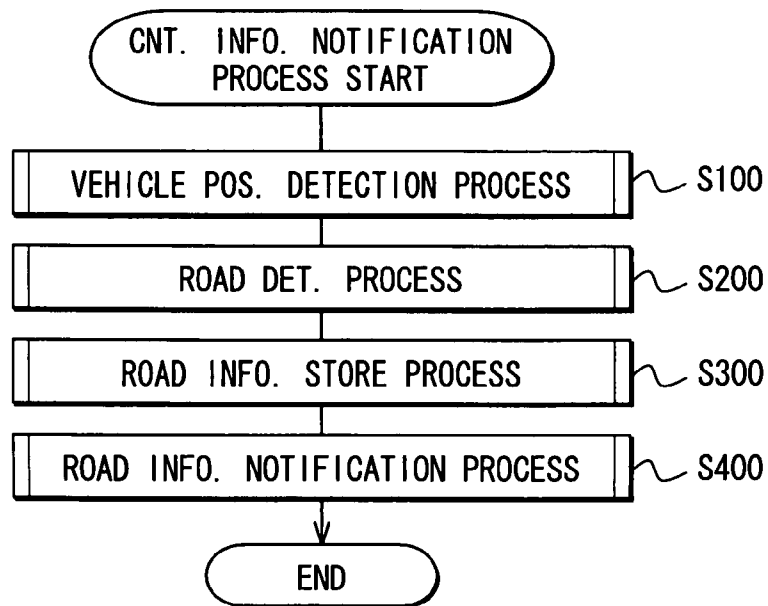 CNT. INFO. NOTIFICATION
PROCESS START
VEHICLE POS. DETECTION PROCESS
S100
ROAD DET. PROCESS
S200
ROAD INFO. STORE PROCESS
S300
ROAD INFO. NOTIFICATION PROCESS
S400
END